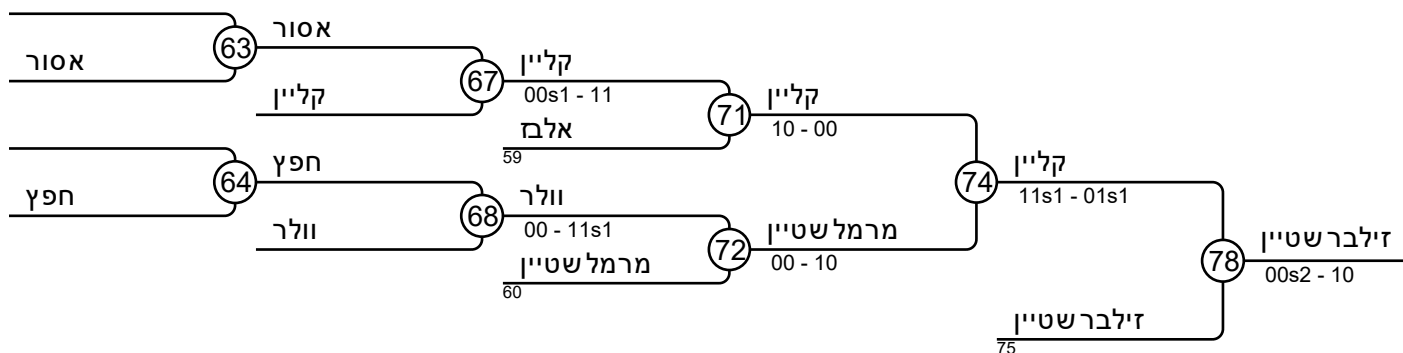 אסור
63
אסור
קליין
67
קליין
00s1 - 11
אלבז
59
71
קליין
10 - 00
חפץ
64
חפץ
וולר
68
וולר
00 - 11s1
מרמלשטיין
60
72
מרמלשטיין
00 - 10
74
קליין
11s1 - 01s1
זילברשטיין
75
78
זילברשטיין
00s2 - 10